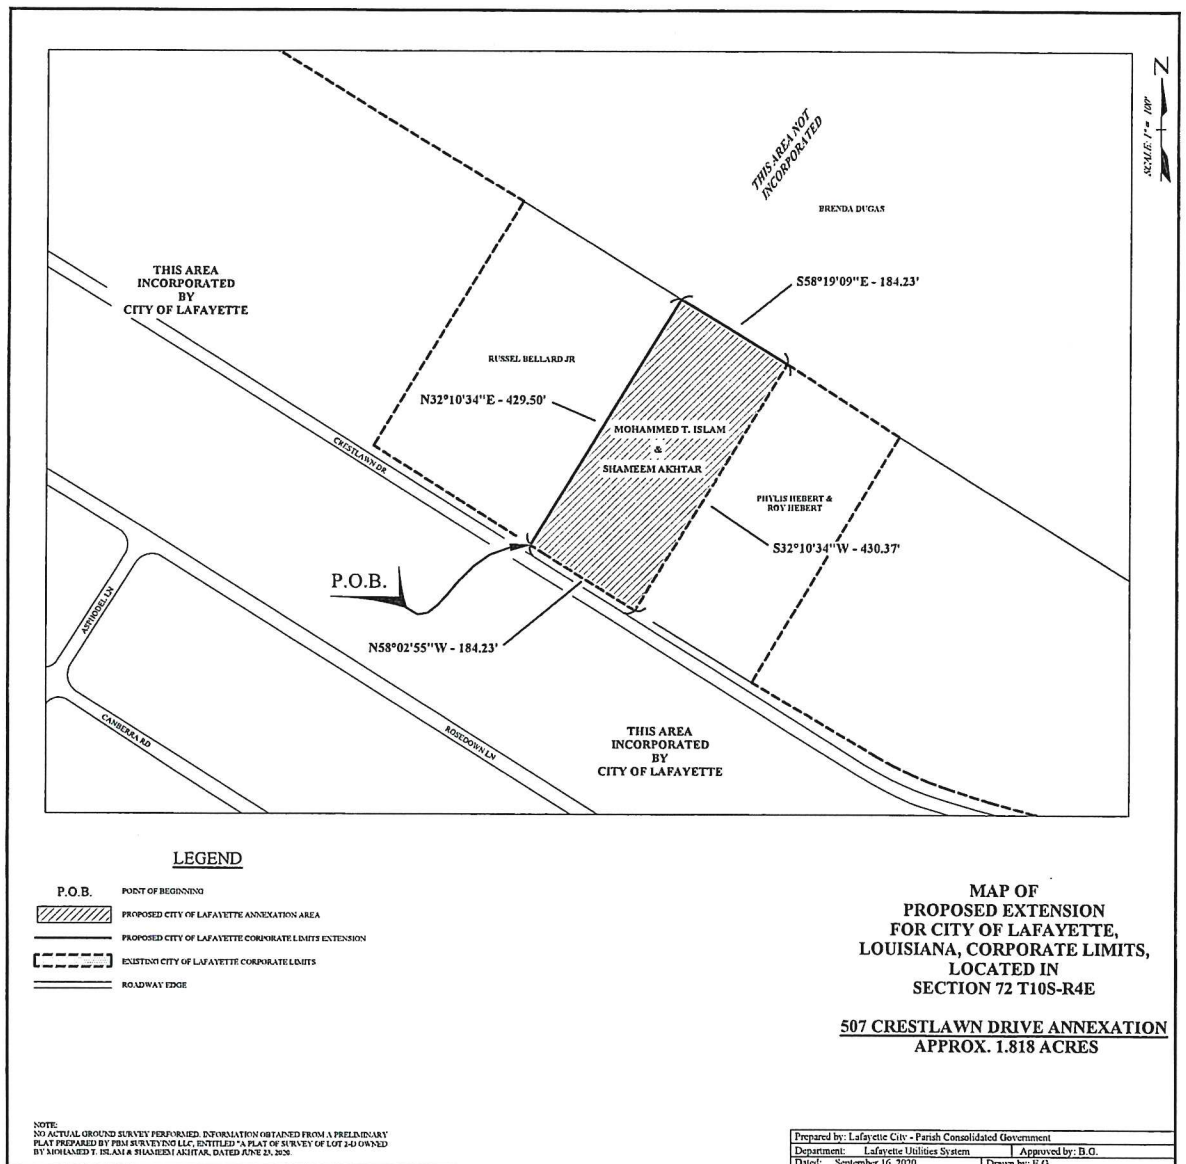 N
SCALE: 1" = 100'
THIS AREA NOT
INCORPORATED
BRENDA DUGAS
S58°19'09"E - 184.23'
THIS AREA
INCORPORATED
BY
CITY OF LAFAYETTE
RUSSEL BELLARD JR
N32°10'34"E - 429.50'
MOHAMMED T. ISLAM
&
SHAMEEM AKHTAR
CRESTLAWN DR
PHYLIS HEBERT &
ROY HEBERT
S32°10'34"W - 430.37'
P.O.B.
ASPHODEL LN
N58°02'55"W - 184.23'
CANBERRA RD
ROSEDOWN LN
THIS AREA
INCORPORATED
BY
CITY OF LAFAYETTE
LEGEND
P.O.B. POINT OF BEGINNING
PROPOSED CITY OF LAFAYETTE ANNEXATION AREA
PROPOSED CITY OF LAFAYETTE CORPORATE LIMITS EXTENSION
EXISTING CITY OF LAFAYETTE CORPORATE LIMITS
ROADWAY EDGE
MAP OF
PROPOSED EXTENSION
FOR CITY OF LAFAYETTE,
LOUISIANA, CORPORATE LIMITS,
LOCATED IN
SECTION 72 T10S-R4E
507 CRESTLAWN DRIVE ANNEXATION
APPROX. 1.818 ACRES
NOTE:
NO ACTUAL GROUND SURVEY PERFORMED. INFORMATION OBTAINED FROM A PRELIMINARY
PLAT PREPARED BY PBM SURVEYING LLC, ENTITLED "A PLAT OF SURVEY OF LOT 2-D OWNED
BY MOHAMED T. ISLAM & SHAMEEM AKHTAR, DATED JUNE 23, 2020.
Prepared by: Lafayette City - Parish Consolidated Government
Department: Lafayette Utilities System Approved by: B.G.
Dated: September 16, 2020 Drawn by: